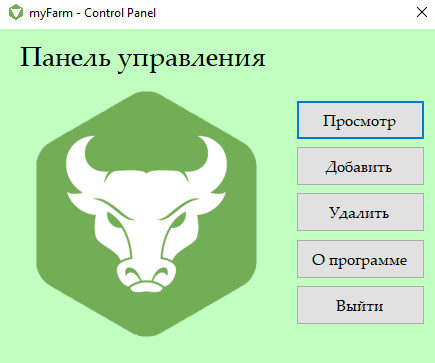 myFarm - Control Panel
Панель управления
Просмотр
Добавить
Удалить
О программе
Выйти